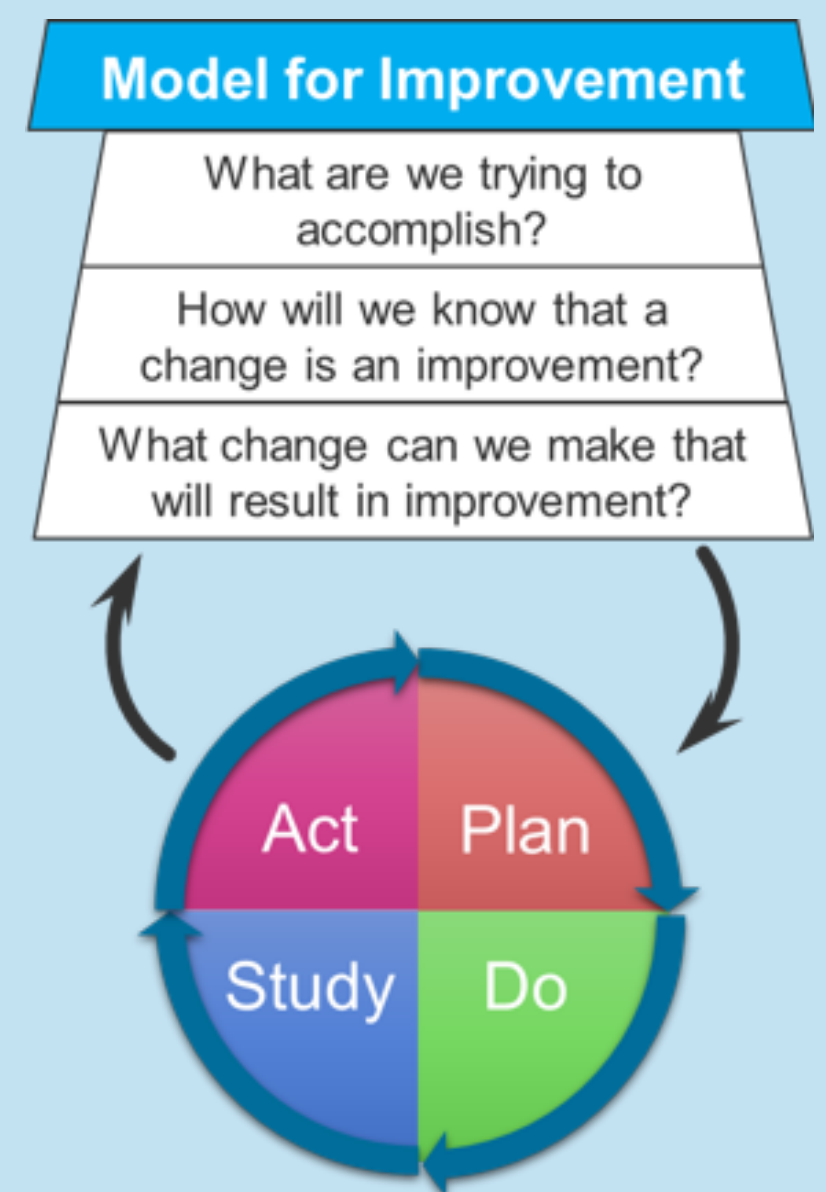 Model for Improvement
What are we trying to
accomplish?
How will we know that a
change is an improvement?
What change can we make that
will result in improvement?
Act
Plan
Study
Do